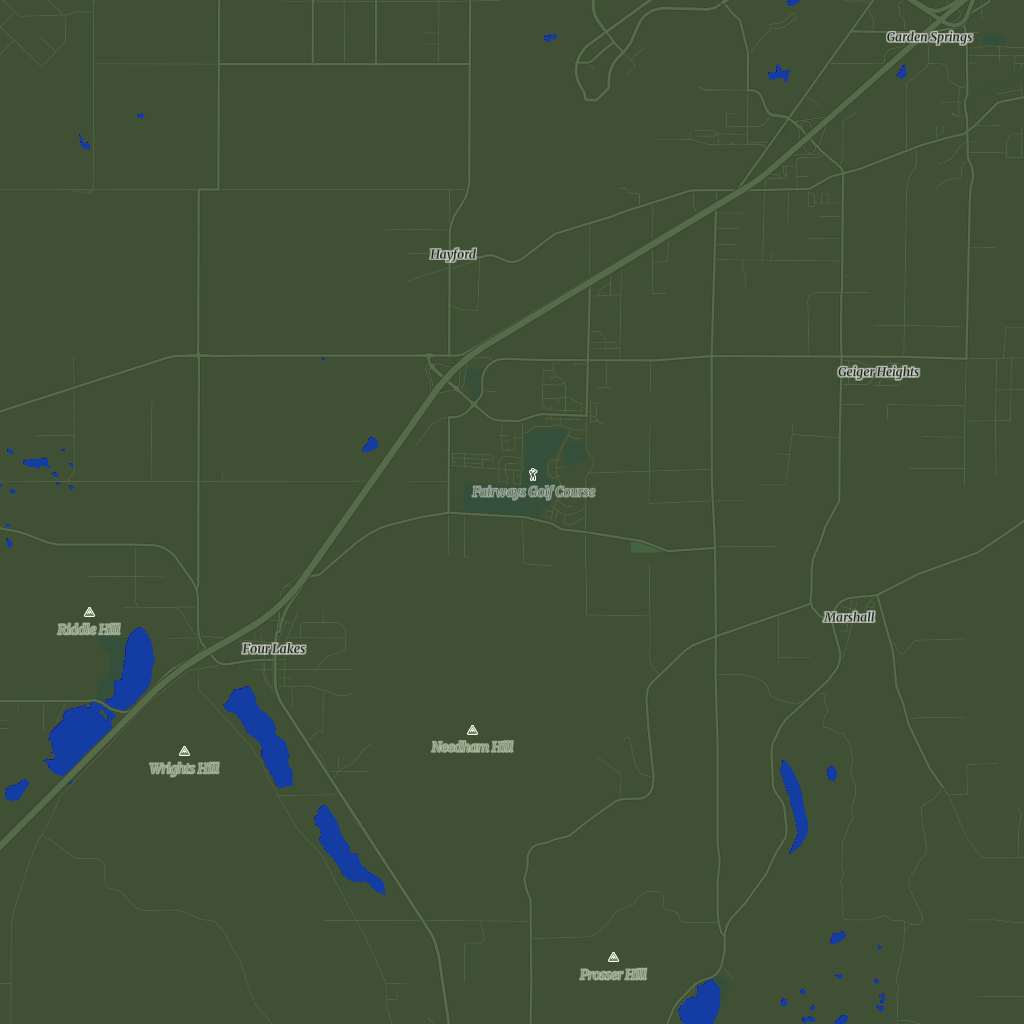 Garden Springs
Hayford
Geiger Heights
Fairways Golf Course
Riddle Hill
Marshall
Four Lakes
Needham Hill
Wrights Hill
Prosser Hill